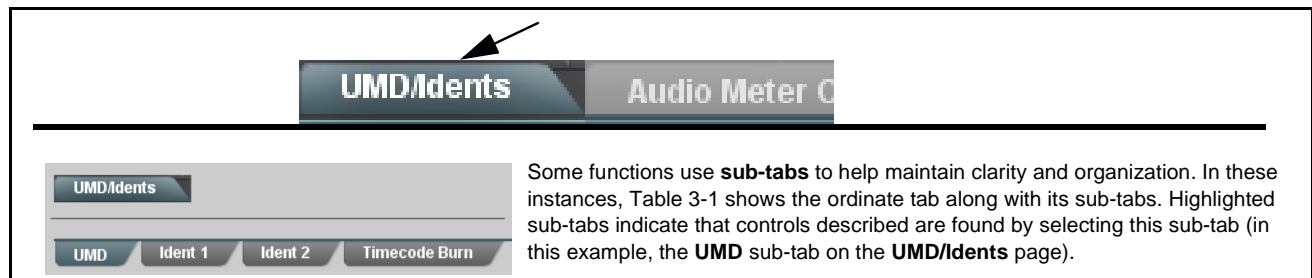 UMD/Idents
Audio Meter C
UMD/Idents
UMD
Ident 1
Ident 2
Timecode Burn
Some functions use sub-tabs to help maintain clarity and organization. In these
instances, Table 3-1 shows the ordinate tab along with its sub-tabs. Highlighted
sub-tabs indicate that controls described are found by selecting this sub-tab (in
this example, the UMD sub-tab on the UMD/Idents page).